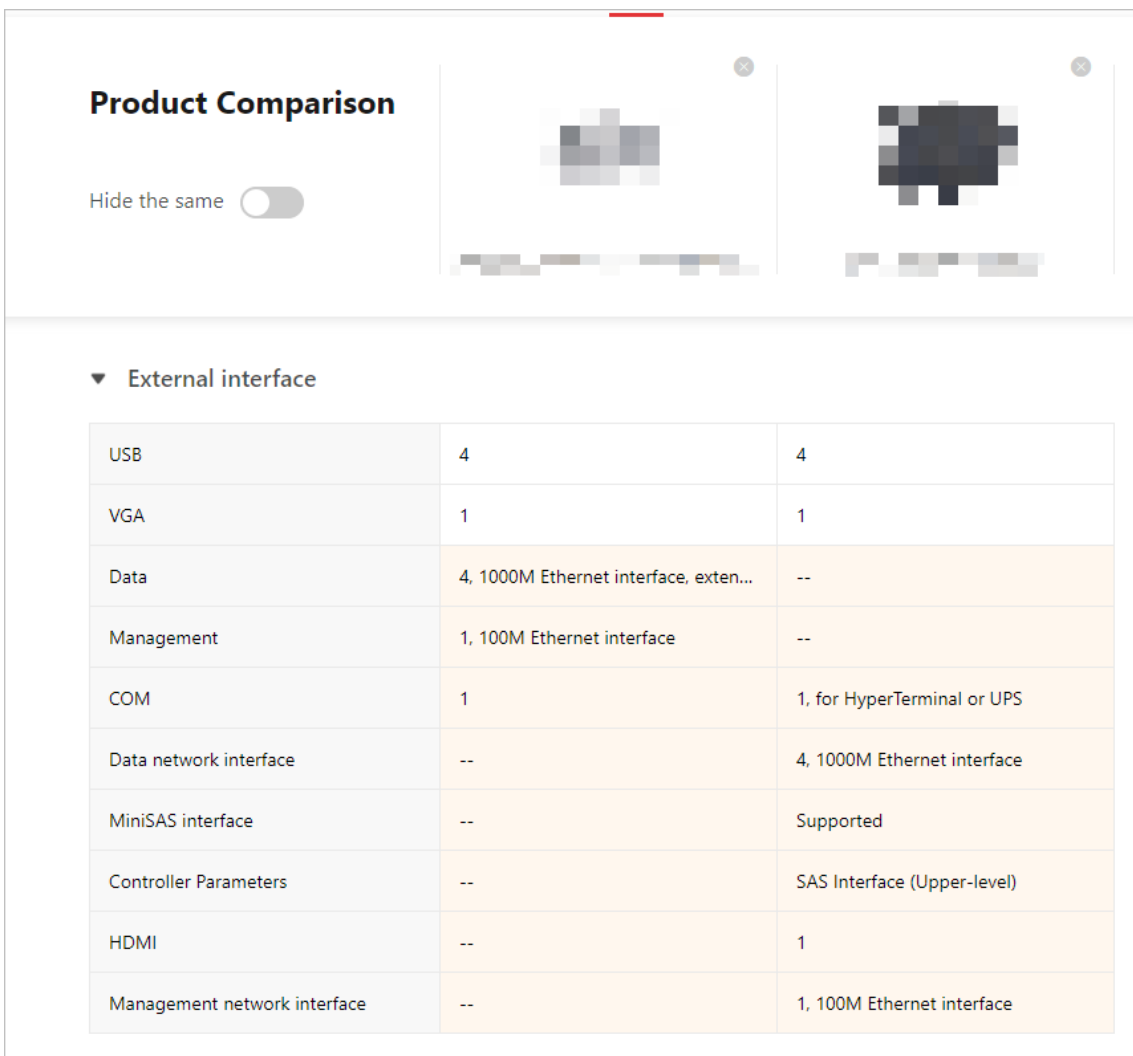 Product Comparison
Hide the same
External interface
USB 4 4
VGA 1 1
Data 4, 1000M Ethernet interface, exten... --
Management 1, 100M Ethernet interface --
COM 1 1, for HyperTerminal or UPS
Data network interface -- 4, 1000M Ethernet interface
MiniSAS interface -- Supported
Controller Parameters -- SAS Interface (Upper-level)
HDMI -- 1
Management network interface -- 1, 100M Ethernet interface